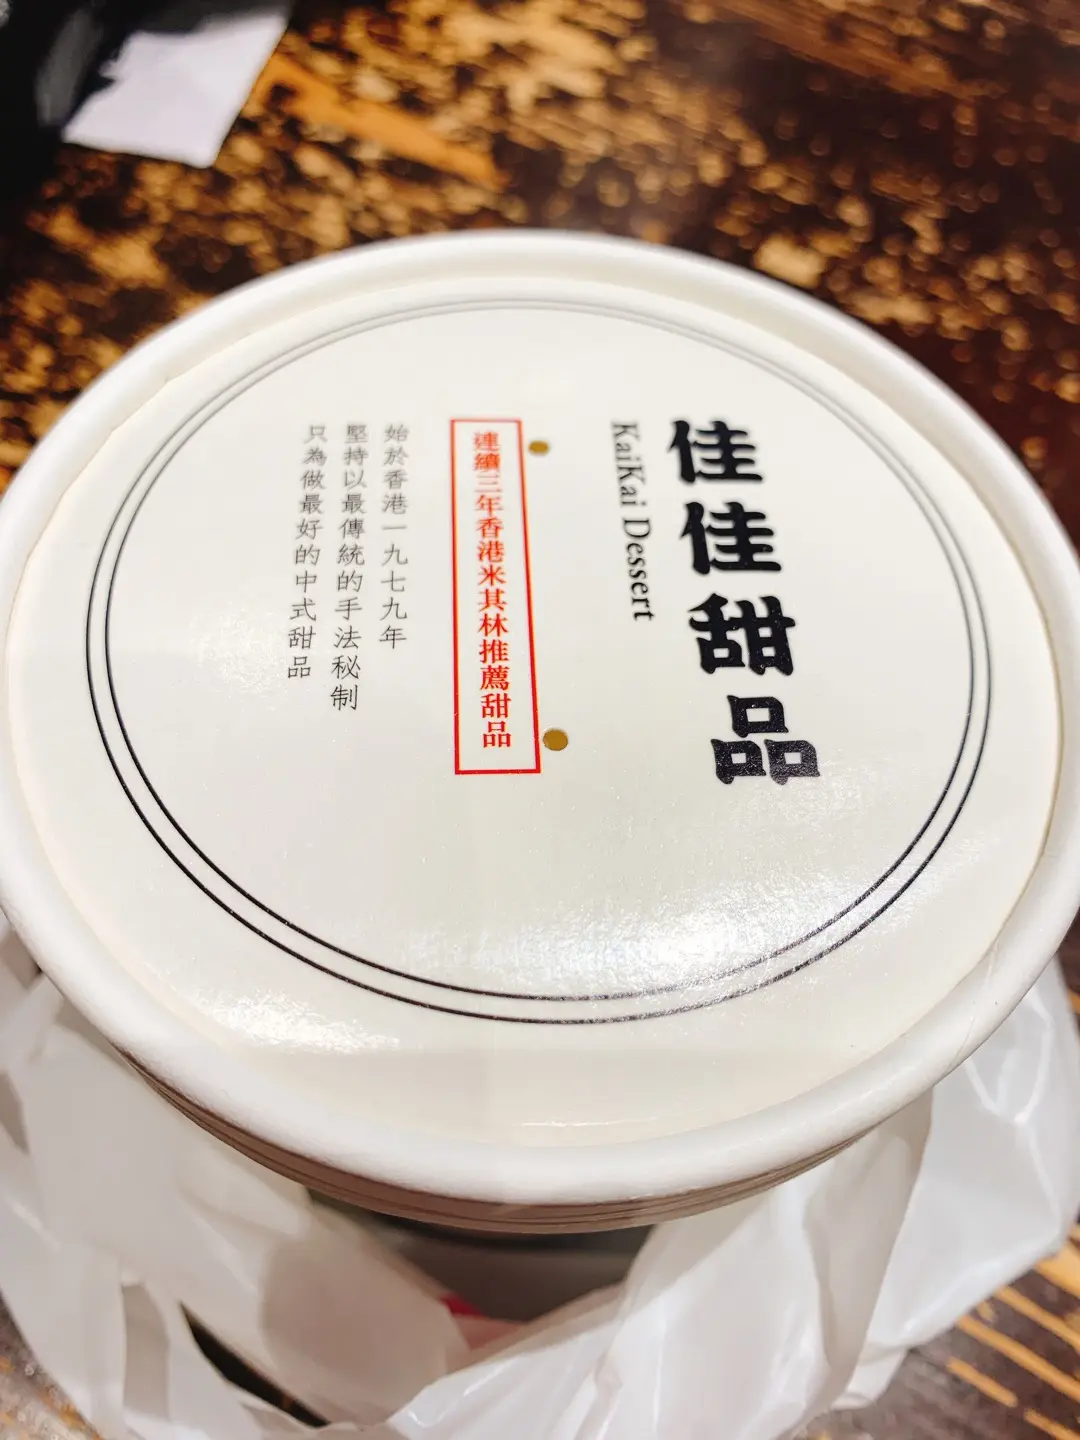 佳佳甜品
KaiKai Dessert
連續三年香港米其林推薦甜品
始於香港一九七九年
堅持以最傳統的手法秘制
只為做最好的中式甜品